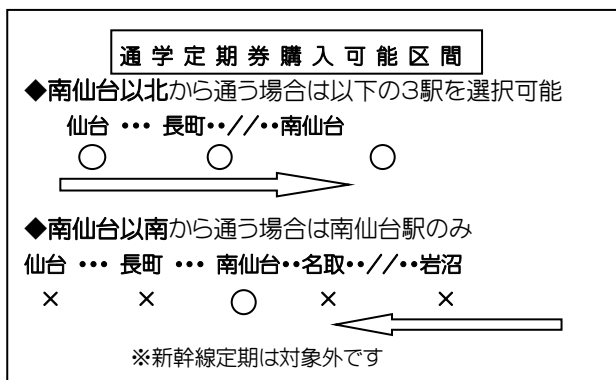 通学定期券購入可能区間
◆南仙台以北から通う場合は以下の3駅を選択可能
仙台 ••• 長町••//••南仙台
○ ○ ○
◆南仙台以南から通う場合は南仙台駅のみ
仙台 ••• 長町 ••• 南仙台••名取••//••岩沼
× × ○ × ×
※新幹線定期は対象外です